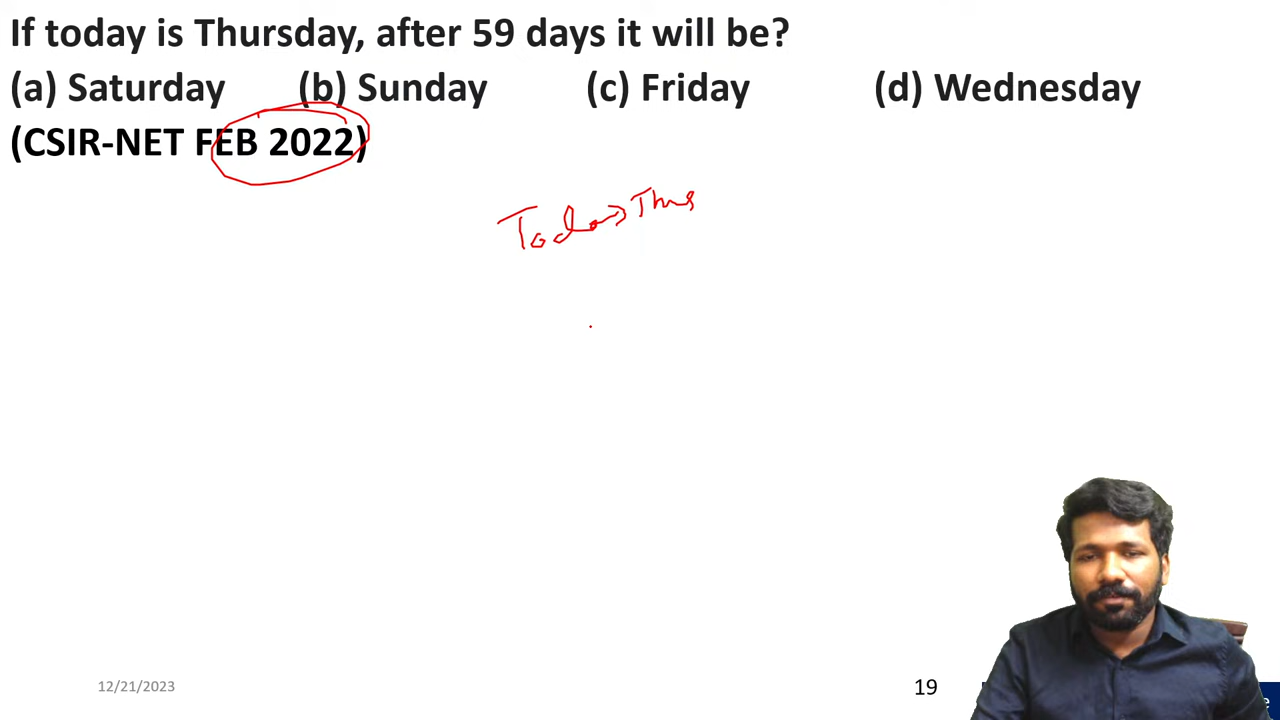 If today is Thursday, after 59 days it will be?
(a) Saturday (b) Sunday (c) Friday (d) Wednesday
(CSIR-NET FEB 2022)
Today Thus
12/21/2023 19